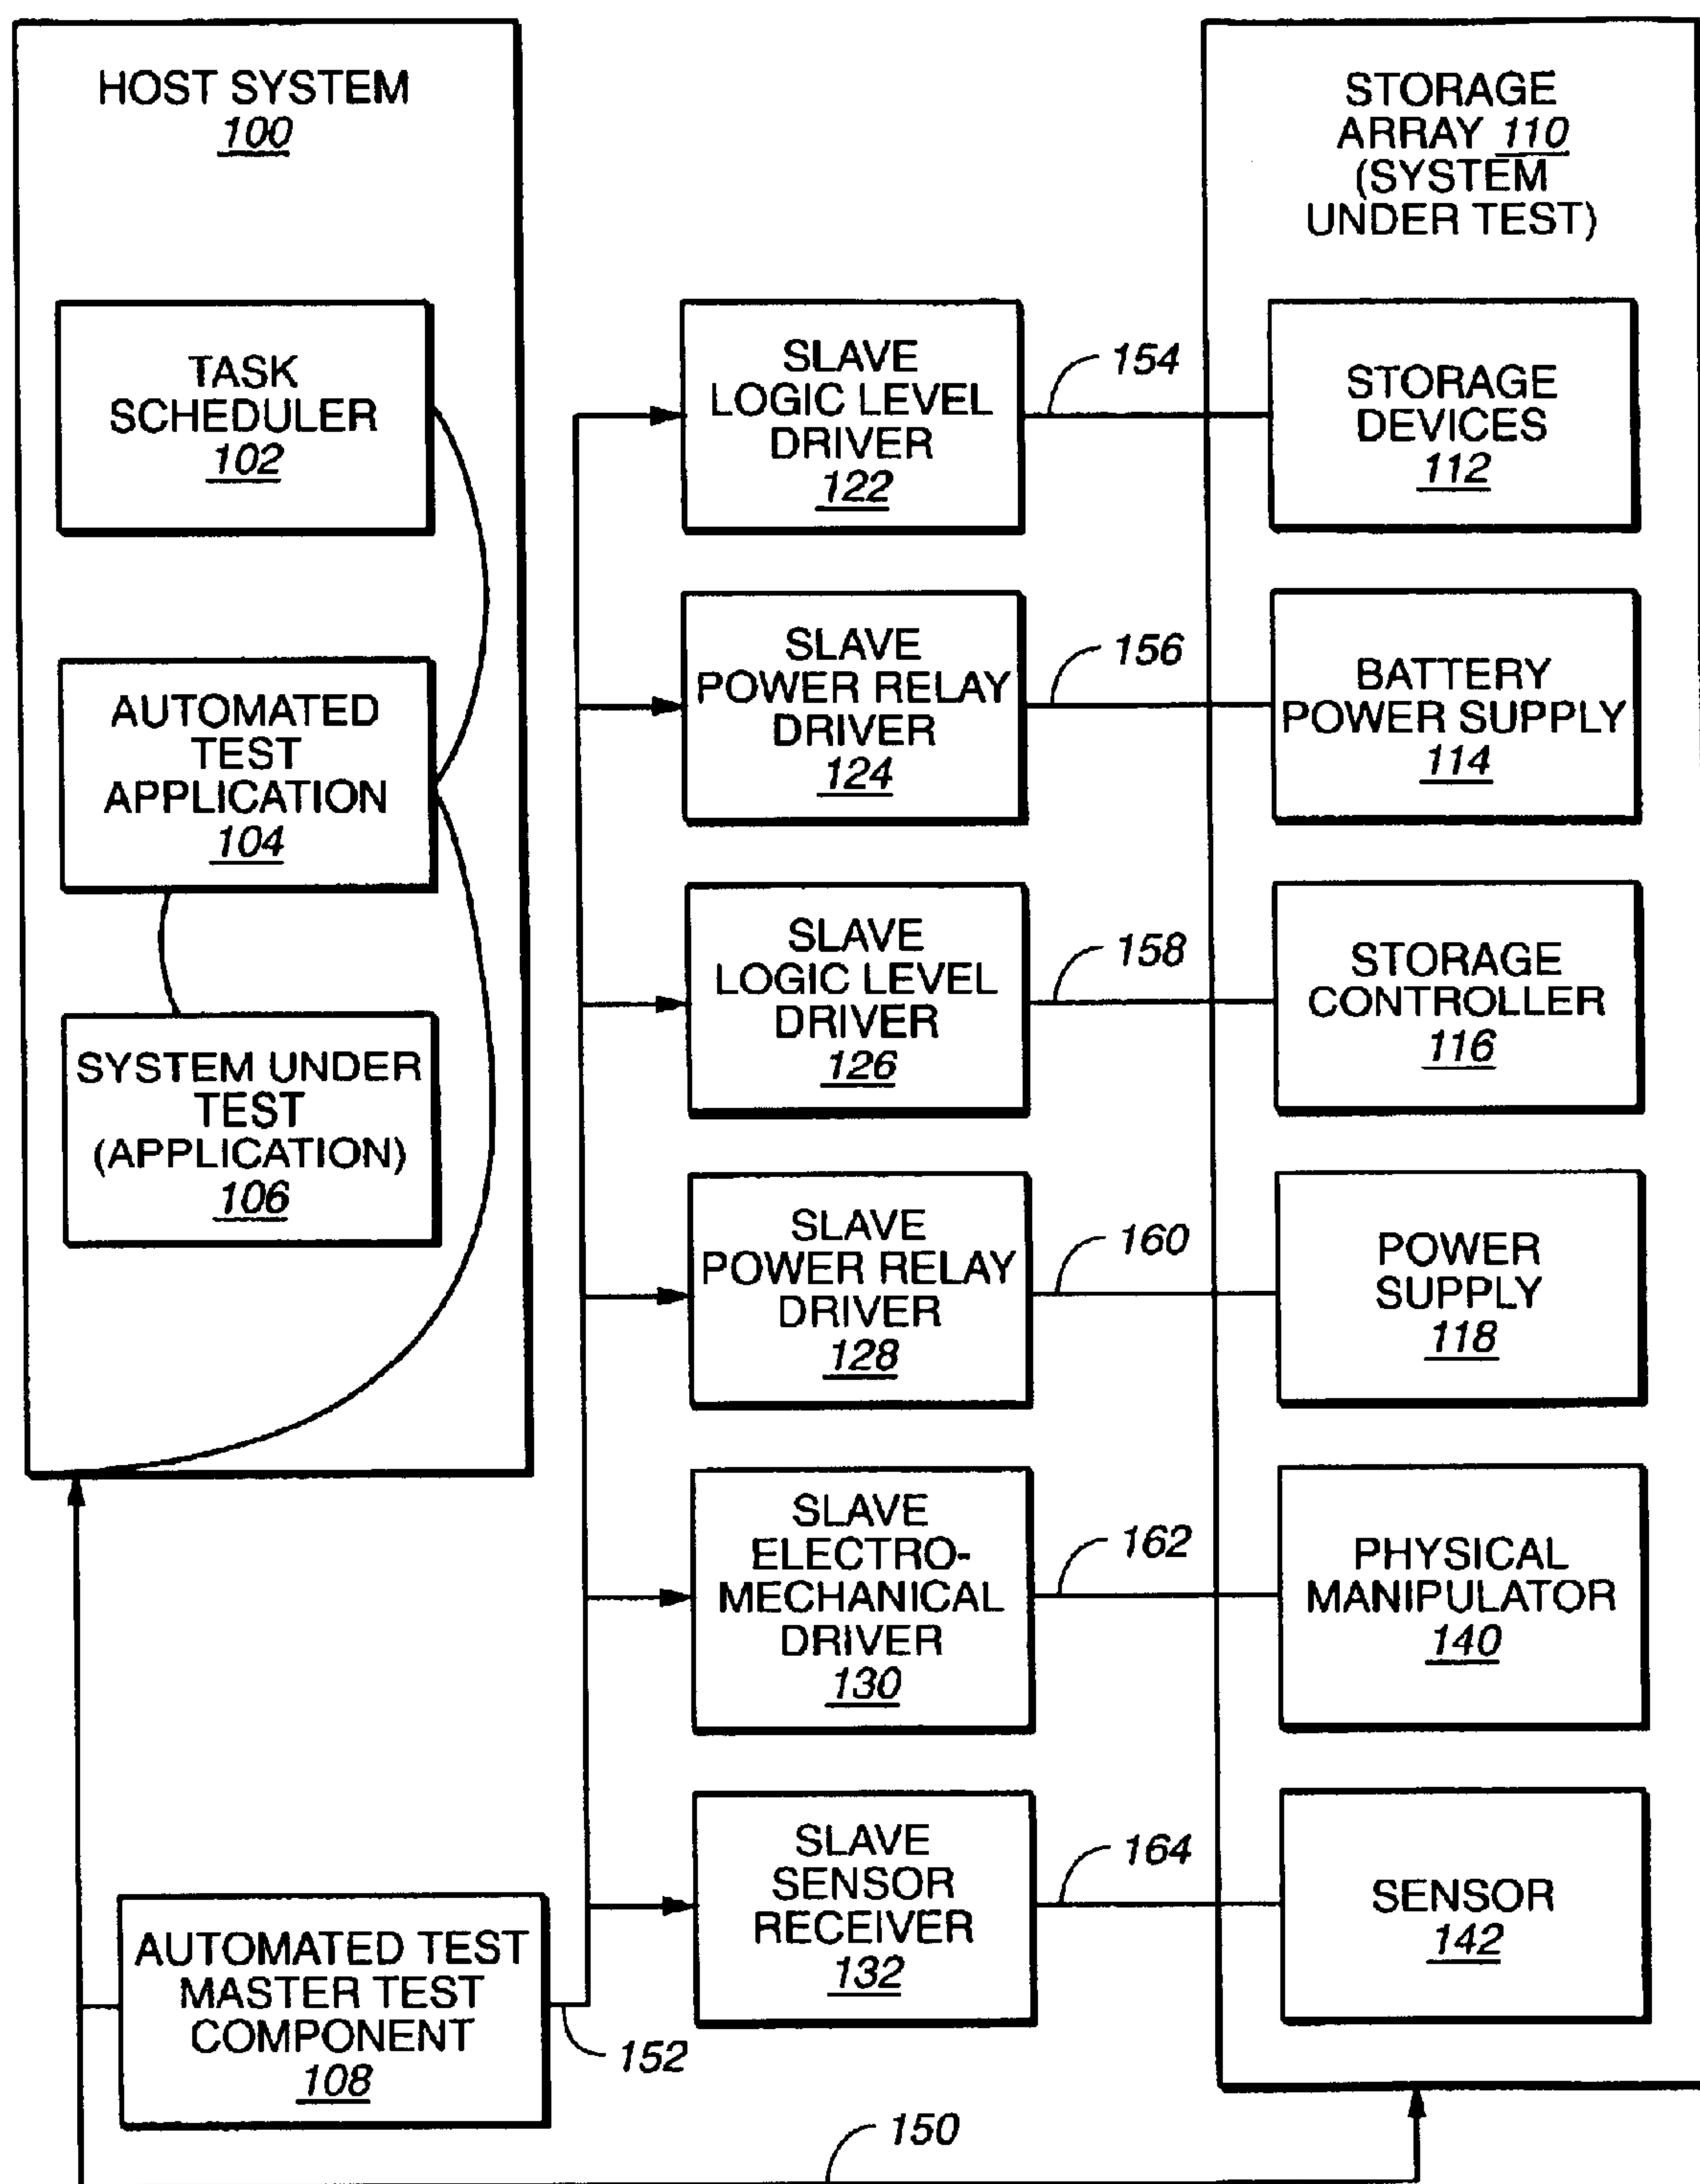 HOST SYSTEM
100
TASK
SCHEDULER
102
AUTOMATED
TEST
APPLICATION
104
SYSTEM UNDER
TEST
(APPLICATION)
106
AUTOMATED TEST
MASTER TEST
COMPONENT
108
152
150
SLAVE
LOGIC LEVEL
DRIVER
122
SLAVE
POWER RELAY
DRIVER
124
SLAVE
LOGIC LEVEL
DRIVER
126
SLAVE
POWER RELAY
DRIVER
128
SLAVE
ELECTRO-
MECHANICAL
DRIVER
130
SLAVE
SENSOR
RECEIVER
132
154
156
158
160
162
164
STORAGE
ARRAY 110
(SYSTEM
UNDER TEST)
STORAGE
DEVICES
112
BATTERY
POWER SUPPLY
114
STORAGE
CONTROLLER
116
POWER
SUPPLY
118
PHYSICAL
MANIPULATOR
140
SENSOR
142